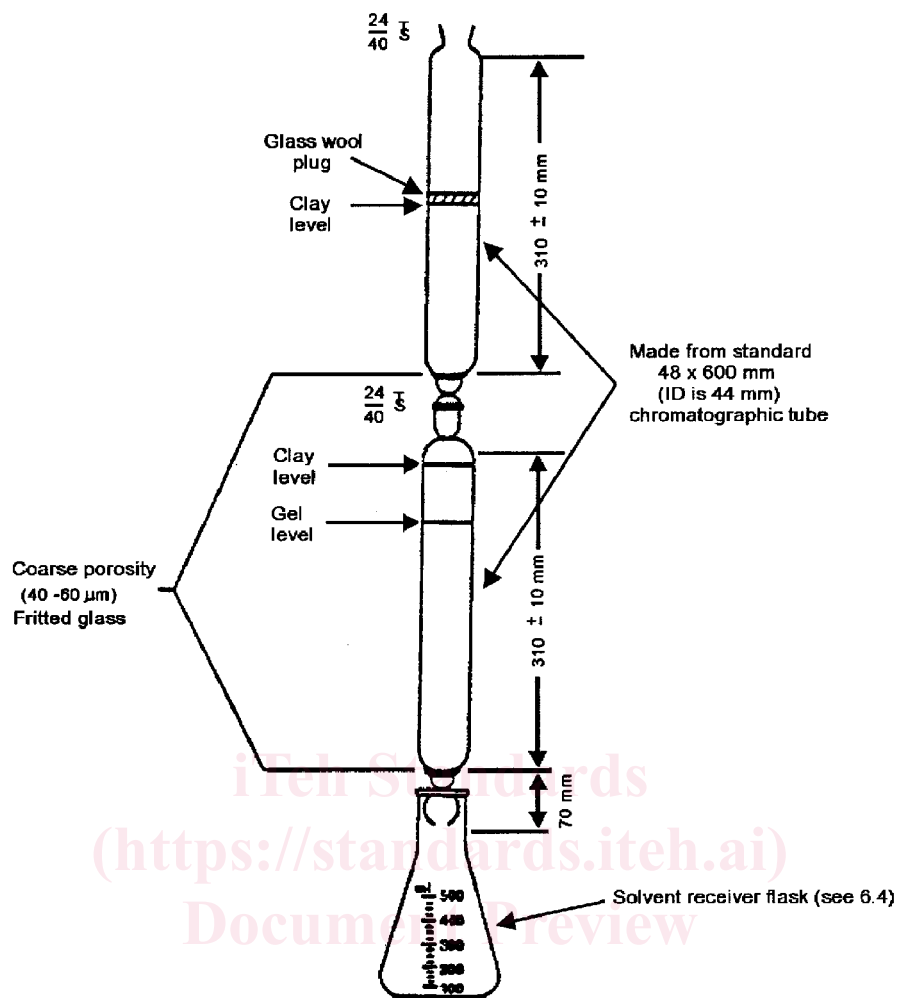 24
40 TS
Glass wool
plug
Clay
level
310 ± 10 mm
Made from standard
48 x 600 mm
(ID is 44 mm)
chromatographic tube
24
40 TS
Clay
level
Gel
level
Coarse porosity
(40 -60 µm)
Fritted glass
310 ± 10 mm
iTeh Standards
70 mm
(https://standards.iteh.ai)
Solvent receiver flask (see 6.4)
500
400
Document Preview
300
200
100